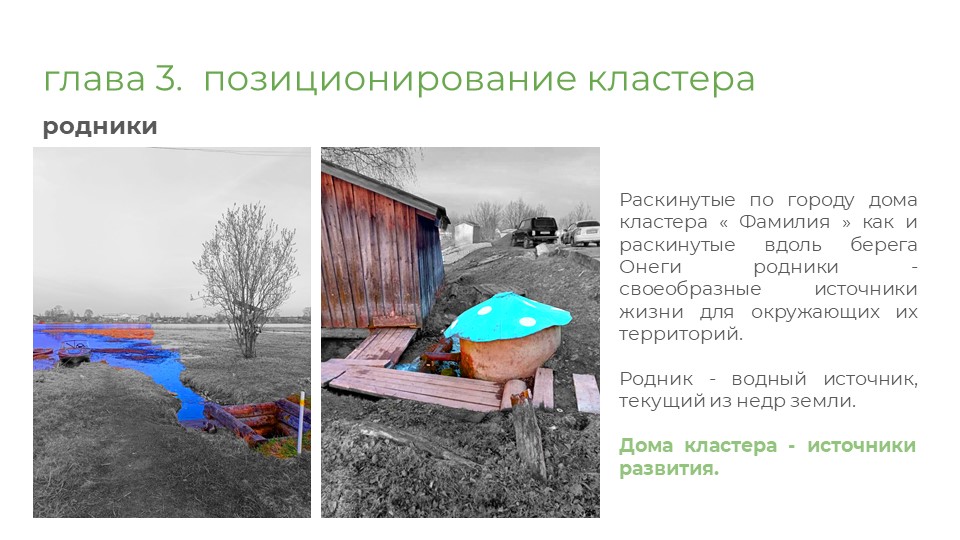 глава 3. позиционирование кластера
родники
Раскинутые по городу дома
кластера « Фамилия » как и
раскинутые вдоль берега
Онеги родники -
своеобразные источники
жизни для окружающих их
территорий.
Родник - водный источник,
текущий из недр земли.
Дома кластера - источники
развития.